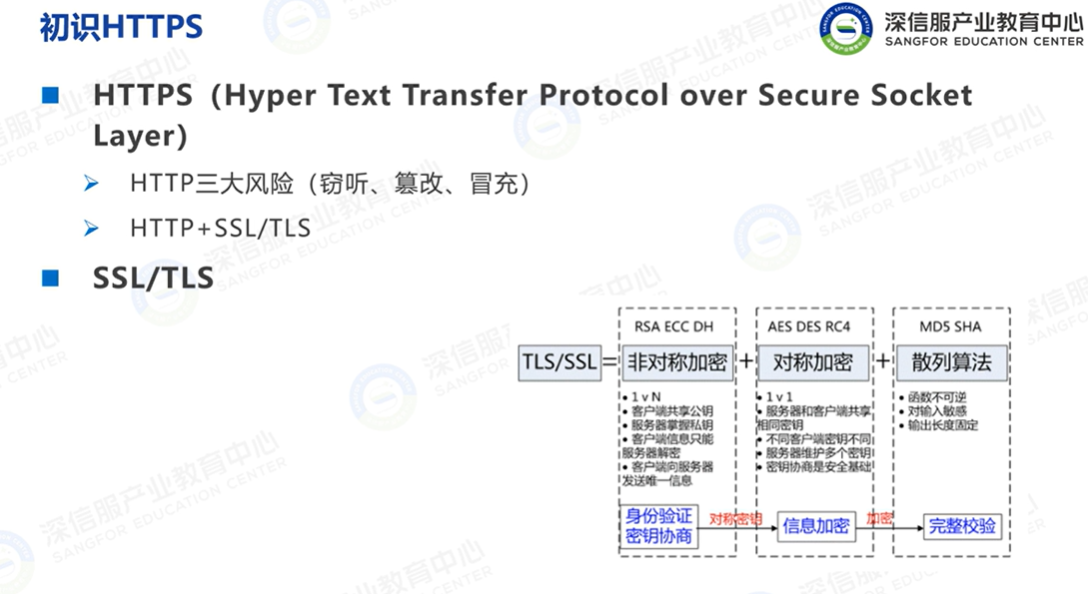 初识HTTPS
深信服产业教育中心
SANGFOR EDUCATION CENTER
HTTPS（Hyper Text Transfer Protocol over Secure Socket
Layer）
HTTP三大风险（窃听、篡改、冒充）
HTTP+SSL/TLS
SSL/TLS
TLS/SSL
=
RSA ECC DH
非对称加密
• 1 v N
• 客户端共享公钥
• 服务器掌握私钥
• 客户端信息只能
服务器解密
• 客户端向服务器
发送唯一信息
身份验证
密钥协商
+
AES DES RC4
对称加密
• 1 v 1
• 服务器和客户端共享
相同密钥
• 不同客户端密钥不同
• 服务器维护多个密钥
• 密钥协商是安全基础
对称密钥
信息加密
+
MD5 SHA
散列算法
• 函数不可逆
• 对输入敏感
• 输出长度固定
加密
完整校验